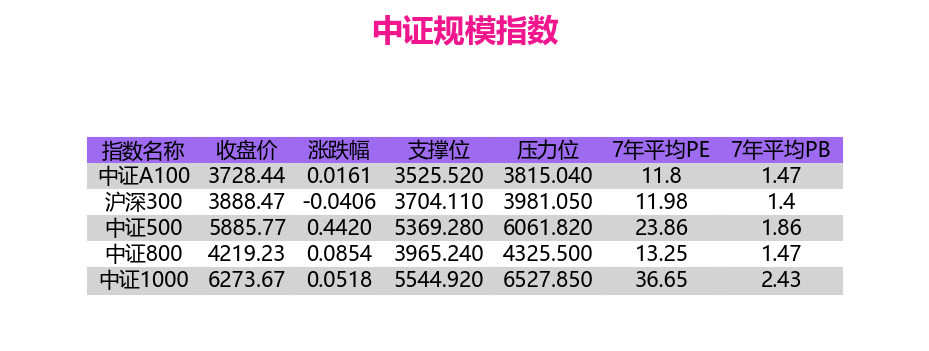 中证规模指数
指数名称 收盘价 涨跌幅 支撑位 压力位 7年平均PE 7年平均PB
中证A100 3728.44 0.0161 3525.520 3815.040 11.8 1.47
沪深300 3888.47 -0.0406 3704.110 3981.050 11.98 1.4
中证500 5885.77 0.4420 5369.280 6061.820 23.86 1.86
中证800 4219.23 0.0854 3965.240 4325.500 13.25 1.47
中证1000 6273.67 0.0518 5544.920 6527.850 36.65 2.43